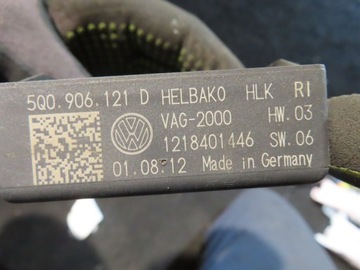 5Q0.906.121 D HELBAKO HLK RI
VAG-2000 HW.03
1218401446 SW.06
01.08.12 Made in Germany